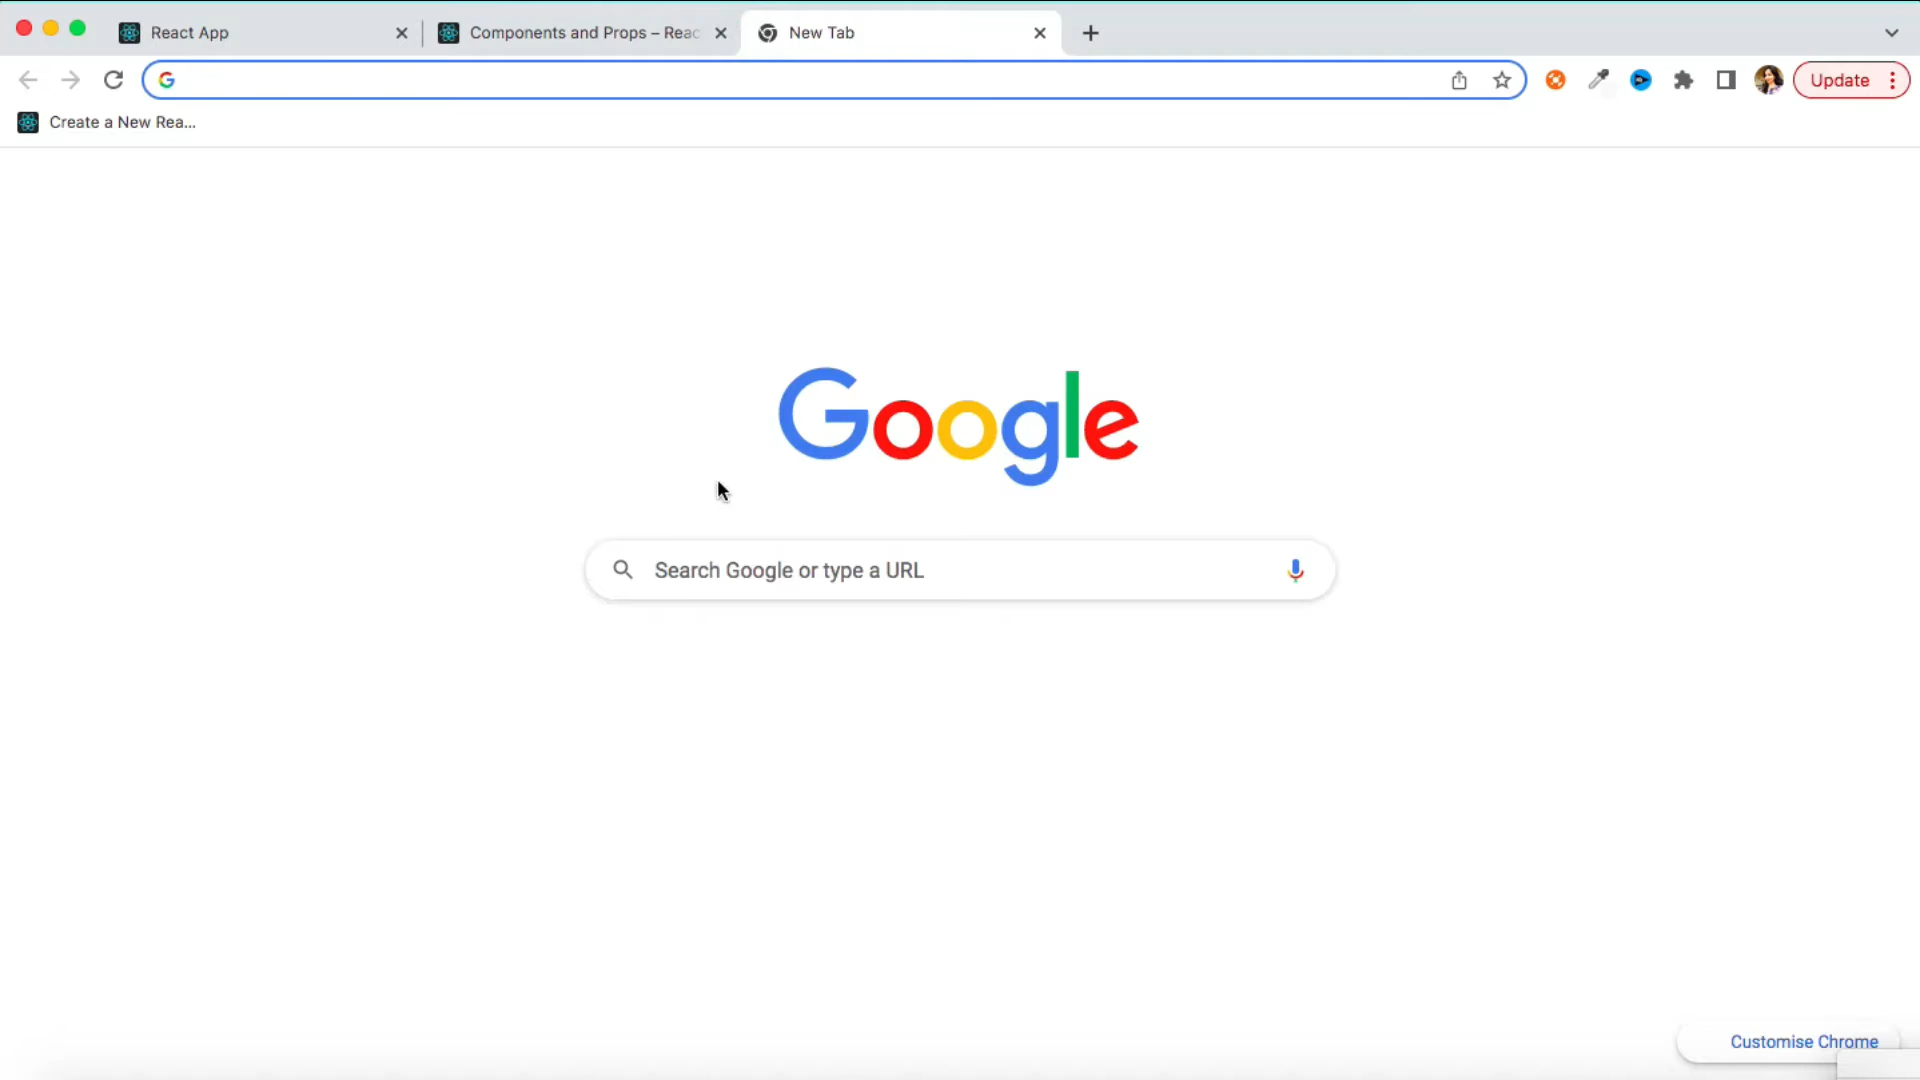 React App
Components and Props – Reac
New Tab
Update
Create a New Rea...
Google
Search Google or type a URL
Customise Chrome